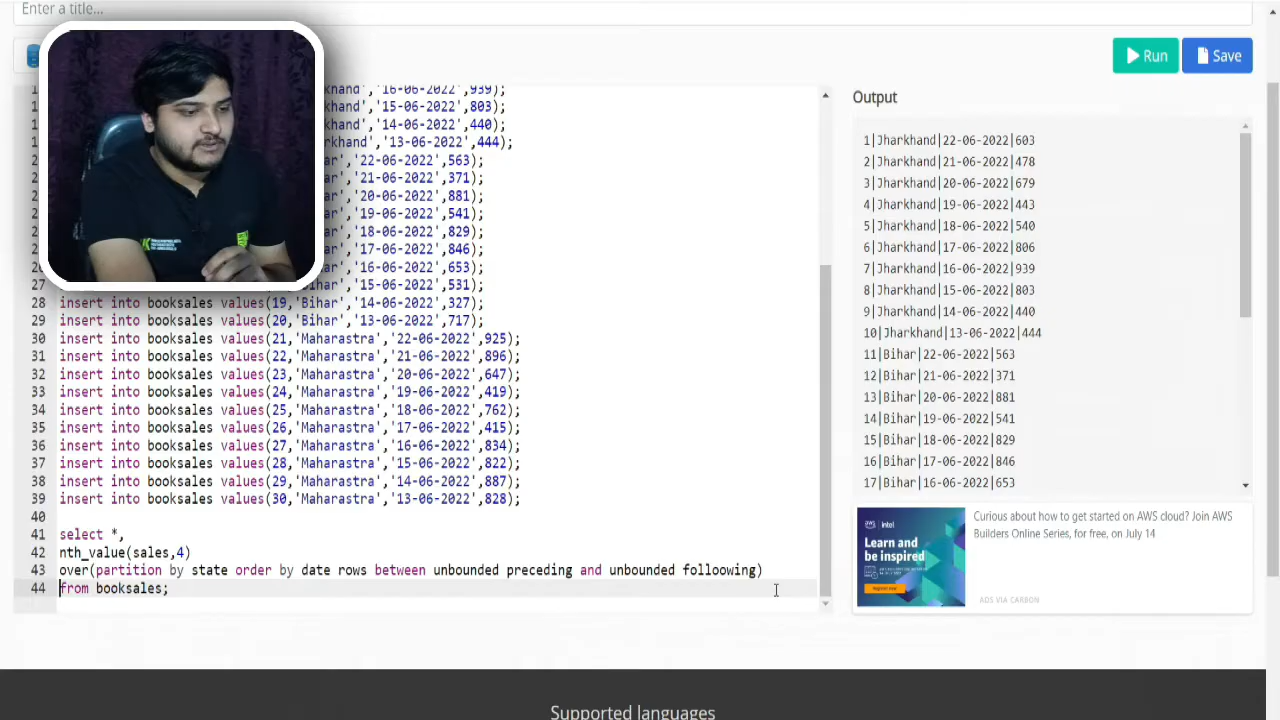 Enter a title...
Run
Save
khand','16-06-2022',939);
khand','15-06-2022',803);
khand','14-06-2022',440);
rkhand','13-06-2022',444);
ar','22-06-2022',563);
ar','21-06-2022',371);
ar','20-06-2022',881);
ar','19-06-2022',541);
ar','18-06-2022',829);
ar','17-06-2022',846);
ar','16-06-2022',653);
27 ar','15-06-2022',531);
28 insert into booksales values(19,'Bihar','14-06-2022',327);
29 insert into booksales values(20,'Bihar','13-06-2022',717);
30 insert into booksales values(21,'Maharastra','22-06-2022',925);
31 insert into booksales values(22,'Maharastra','21-06-2022',896);
32 insert into booksales values(23,'Maharastra','20-06-2022',647);
33 insert into booksales values(24,'Maharastra','19-06-2022',419);
34 insert into booksales values(25,'Maharastra','18-06-2022',762);
35 insert into booksales values(26,'Maharastra','17-06-2022',415);
36 insert into booksales values(27,'Maharastra','16-06-2022',834);
37 insert into booksales values(28,'Maharastra','15-06-2022',822);
38 insert into booksales values(29,'Maharastra','14-06-2022',887);
39 insert into booksales values(30,'Maharastra','13-06-2022',828);
40
41 select *,
42 nth_value(sales,4)
43 over(partition by state order by date rows between unbounded preceding and unbounded folloowing)
44 from booksales;
Output
1|Jharkhand|22-06-2022|603
2|Jharkhand|21-06-2022|478
3|Jharkhand|20-06-2022|679
4|Jharkhand|19-06-2022|443
5|Jharkhand|18-06-2022|540
6|Jharkhand|17-06-2022|806
7|Jharkhand|16-06-2022|939
8|Jharkhand|15-06-2022|803
9|Jharkhand|14-06-2022|440
10|Jharkhand|13-06-2022|444
11|Bihar|22-06-2022|563
12|Bihar|21-06-2022|371
13|Bihar|20-06-2022|881
14|Bihar|19-06-2022|541
15|Bihar|18-06-2022|829
16|Bihar|17-06-2022|846
17|Bihar|16-06-2022|653
aws intel
Learn and
be inspired
Curious about how to get started on AWS cloud? Join AWS
Builders Online Series, for free, on July 14
ADS VIA CARBON
Supported languages